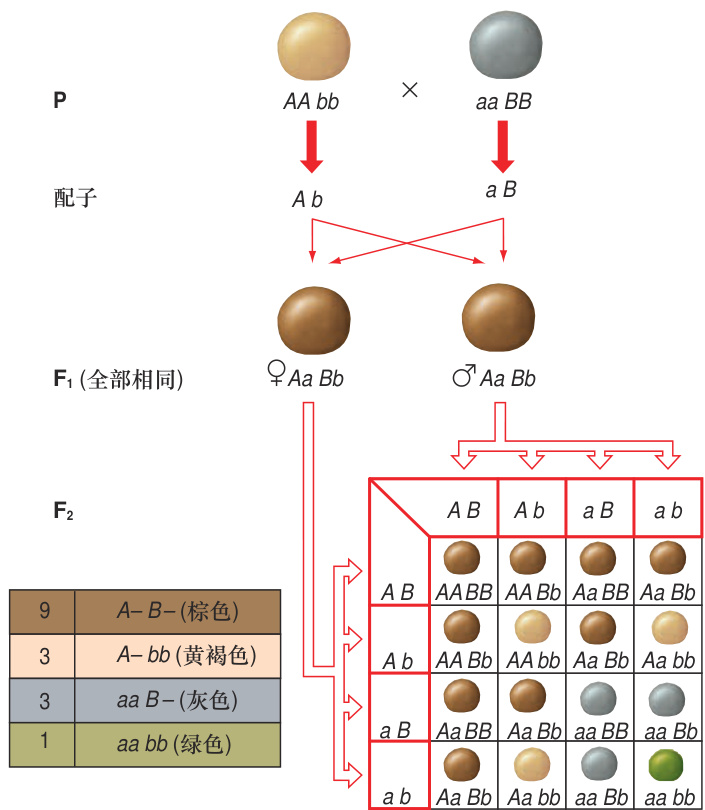 P
AA bb
×
aa BB
配子
A b
a B
F1 (全部相同)
♀ Aa Bb
♂ Aa Bb
F2
A B
A b
a B
a b
A B
AA BB
AA Bb
Aa BB
Aa Bb
A b
AA Bb
AA bb
Aa Bb
Aa bb
a B
Aa BB
Aa Bb
aa BB
aa Bb
a b
Aa Bb
Aa bb
aa Bb
aa bb
9 A– B– (棕色)
3 A– bb (黄褐色)
3 aa B– (灰色)
1 aa bb (绿色)